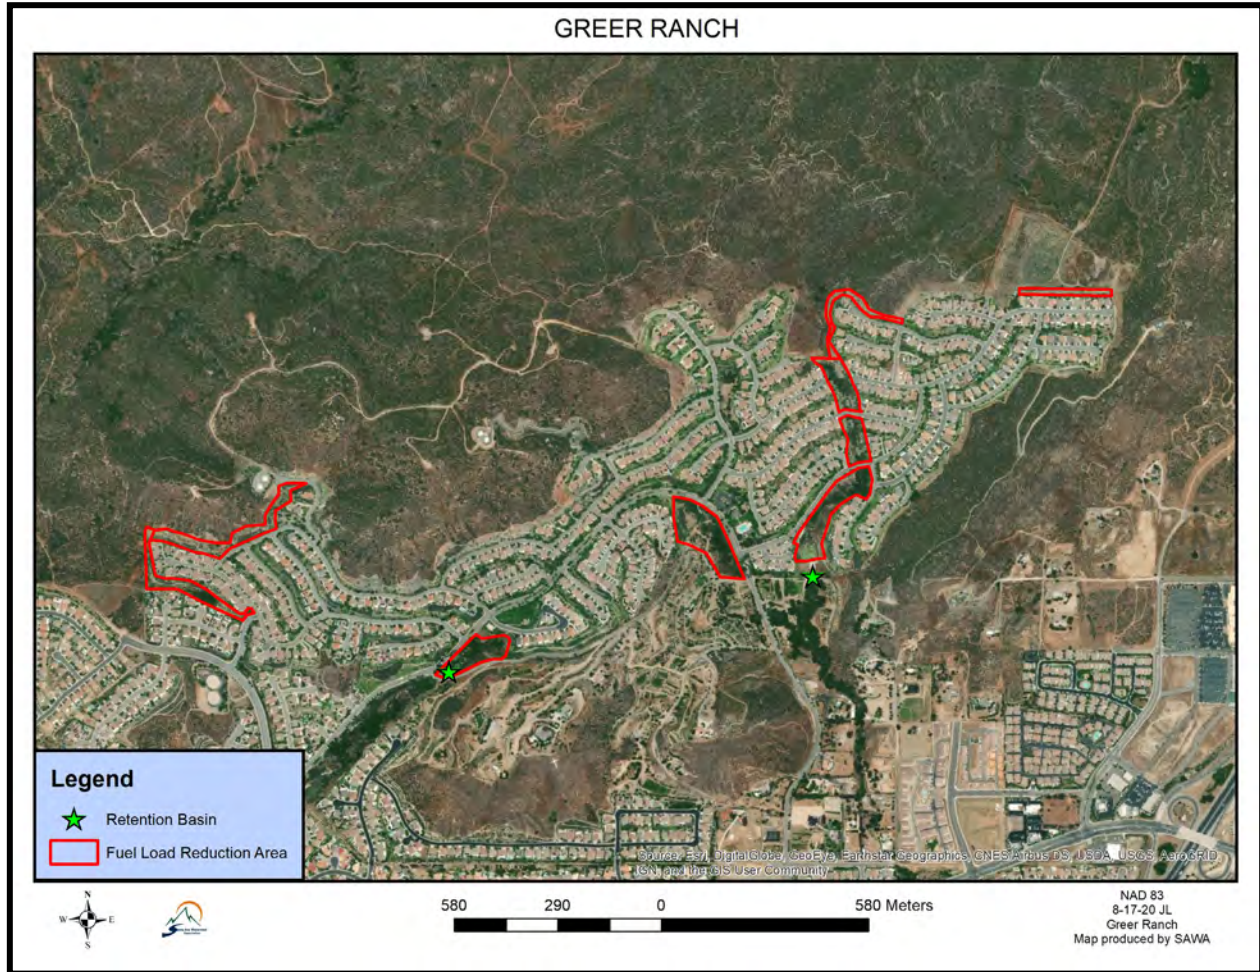 GREER RANCH
Legend
Retention Basin
Fuel Load Reduction Area
Source: Esri, DigitalGlobe, GeoEye, Earthstar Geographics, CNES/Airbus DS, USDA, USGS, AeroGRID,
IGN, and the GIS User Community
N
W E
S
580 290 0 580 Meters
NAD 83
8-17-20 JL
Greer Ranch
Map produced by SAWA